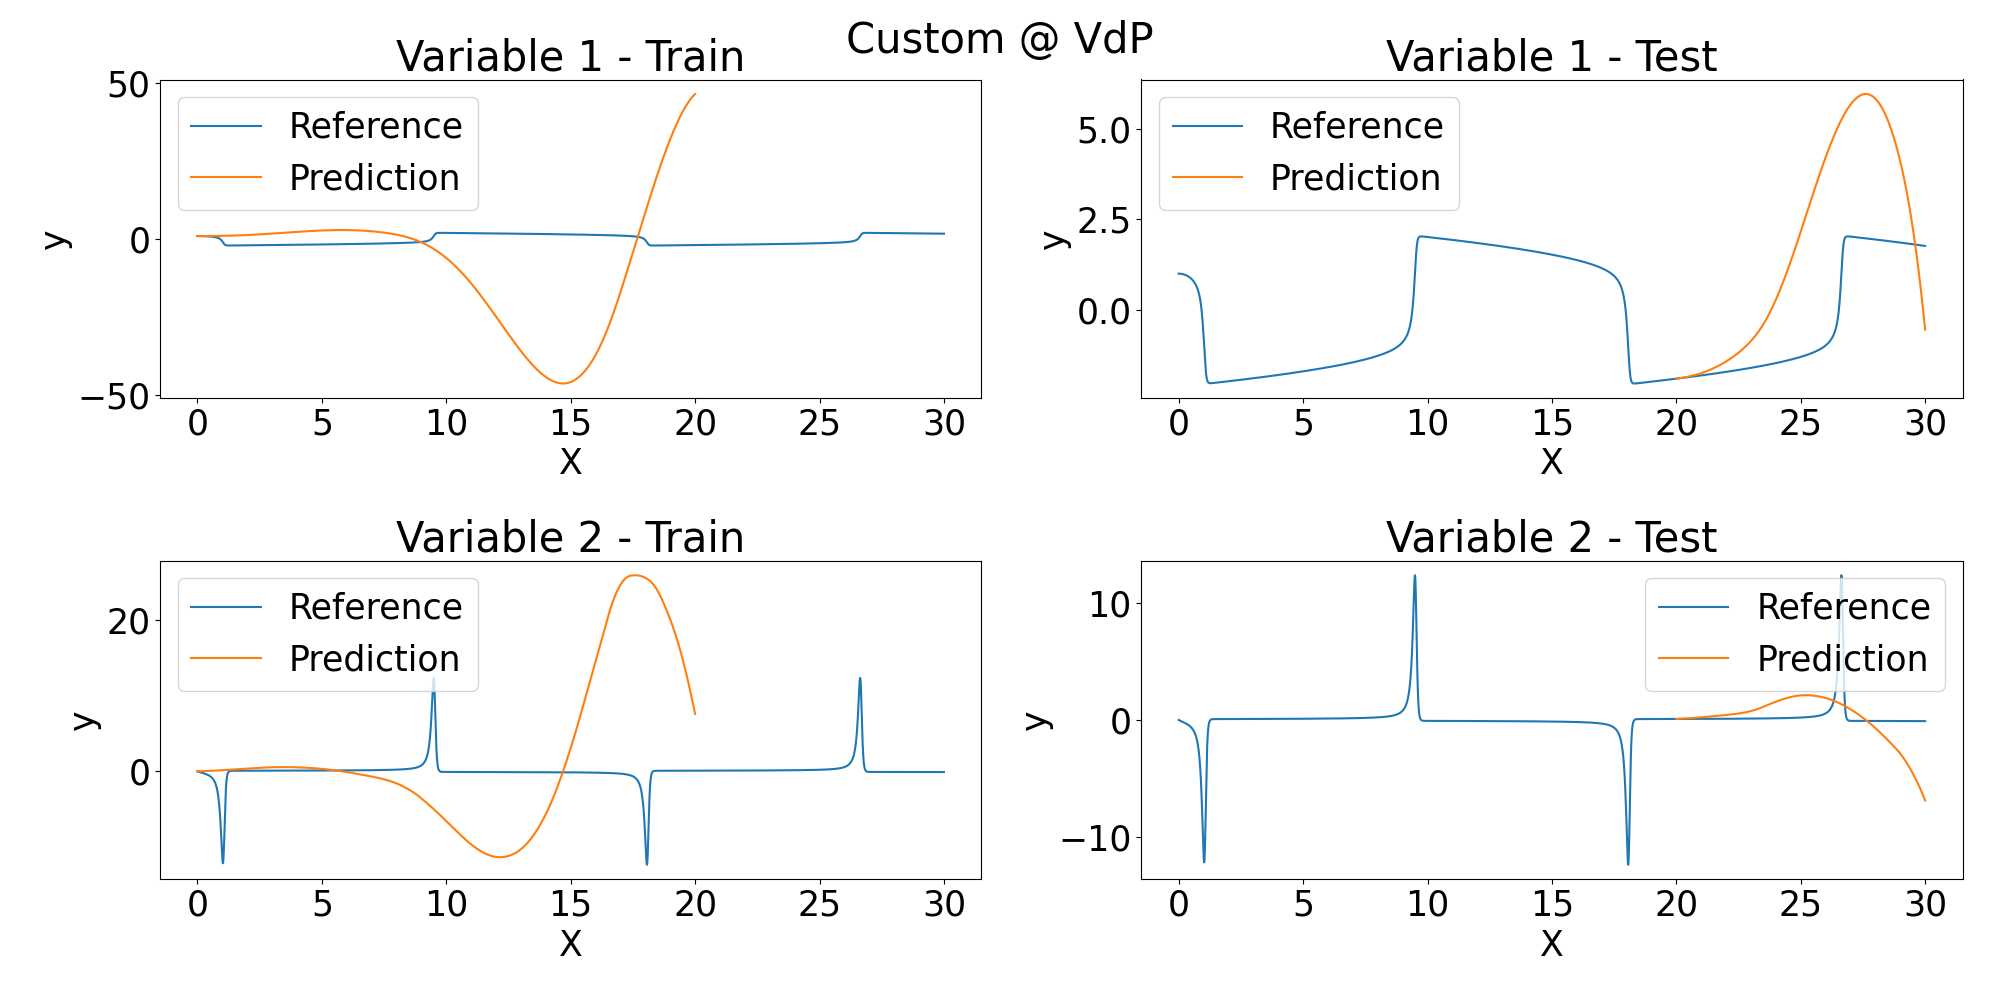 Custom @ VdP
Variable 1 - Train
50
0
−50
y
Reference
Prediction
0 5 10 15 20 25 30
X
Variable 1 - Test
5.0
2.5
0.0
y
Reference
Prediction
0 5 10 15 20 25 30
X
Variable 2 - Train
20
0
y
Reference
Prediction
0 5 10 15 20 25 30
X
Variable 2 - Test
10
0
−10
y
Reference
Prediction
0 5 10 15 20 25 30
X